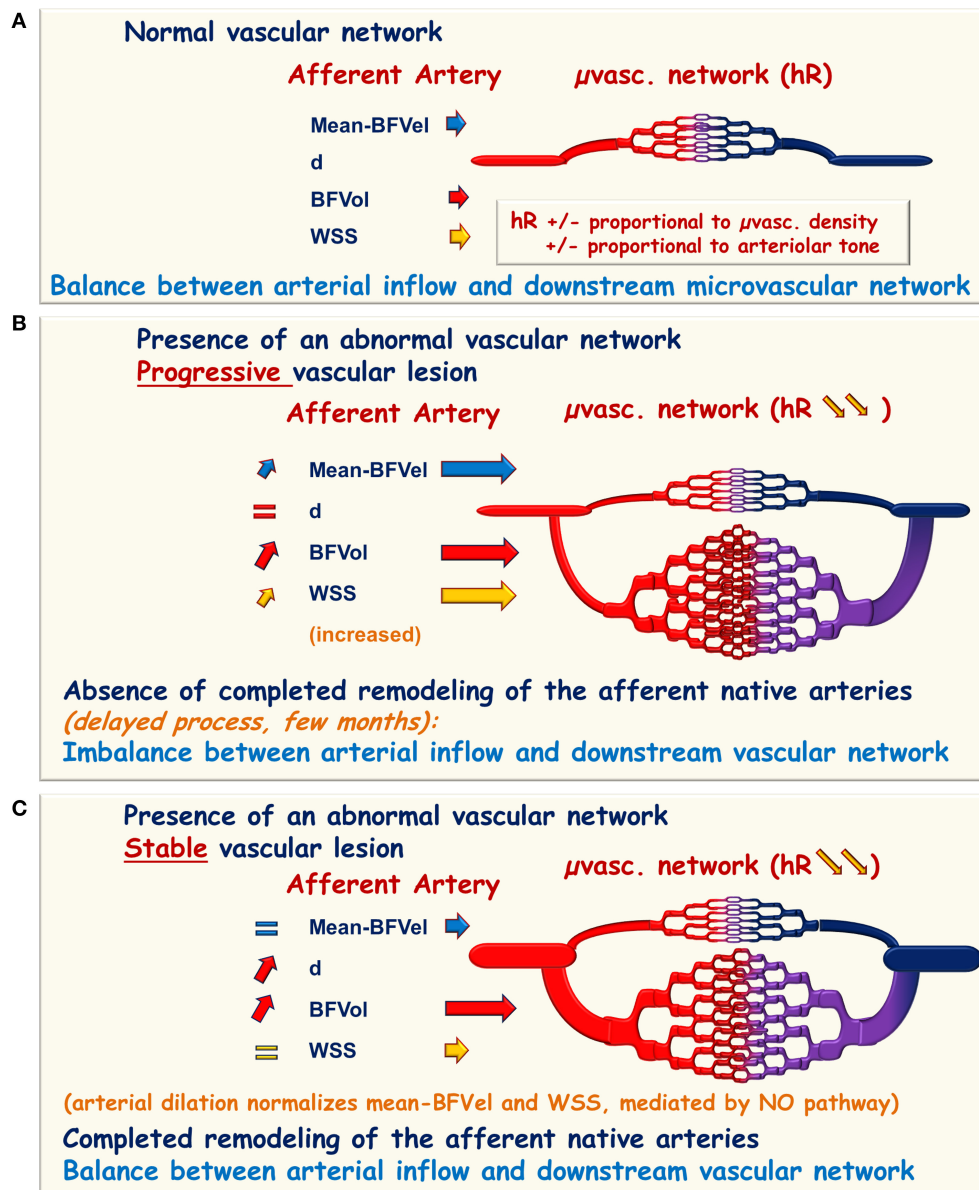 A
Normal vascular network
Afferent Artery
µvasc. network (hR)
Mean-BFVel
d
BFVol
WSS
hR +/- proportional to µvasc. density
+/- proportional to arteriolar tone
Balance between arterial inflow and downstream microvascular network
B
Presence of an abnormal vascular network
Progressive vascular lesion
Afferent Artery
µvasc. network (hR )
Mean-BFVel
= d
BFVol
WSS
(increased)
Absence of completed remodeling of the afferent native arteries
(delayed process, few months):
Imbalance between arterial inflow and downstream vascular network
C
Presence of an abnormal vascular network
Stable vascular lesion
Afferent Artery
µvasc. network (hR )
= Mean-BFVel
d
BFVol
= WSS
(arterial dilation normalizes mean-BFVel and WSS, mediated by NO pathway)
Completed remodeling of the afferent native arteries
Balance between arterial inflow and downstream vascular network